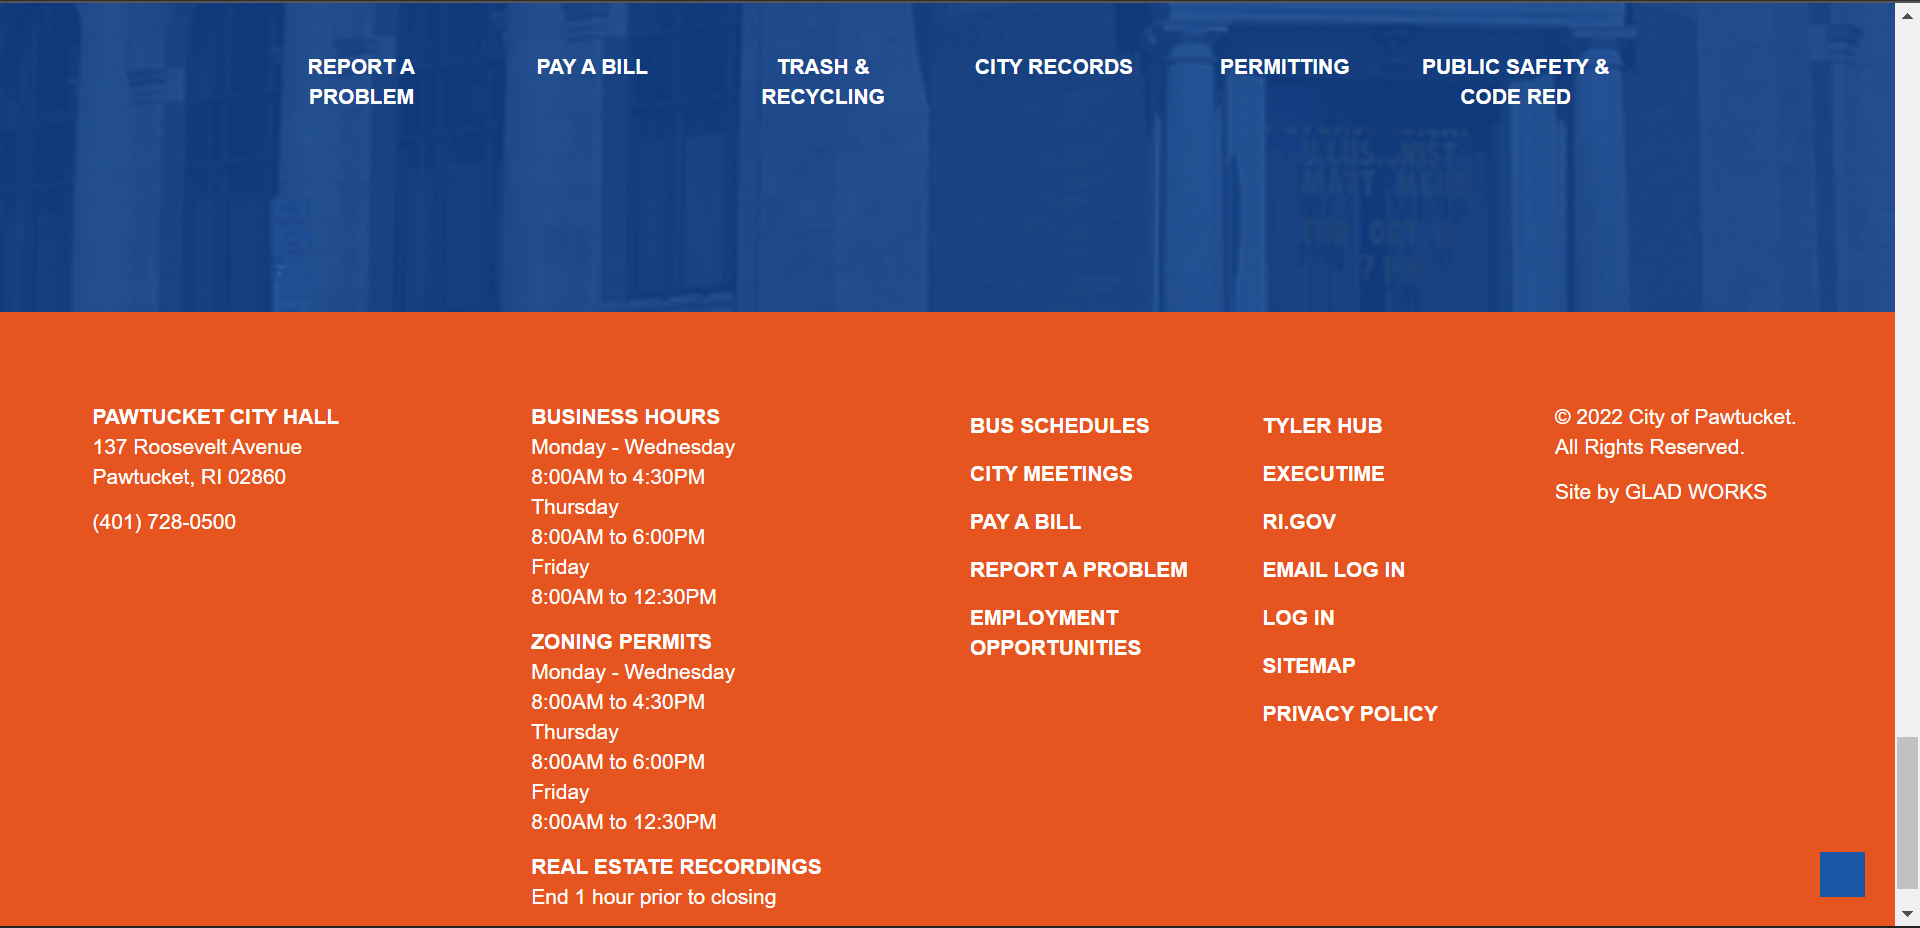 REPORT A
PROBLEM
PAY A BILL
TRASH &
RECYCLING
CITY RECORDS
PERMITTING
PUBLIC SAFETY &
CODE RED
MATT
THU OCT
7 PM
PAWTUCKET CITY HALL
137 Roosevelt Avenue
Pawtucket, RI 02860
(401) 728-0500
BUSINESS HOURS
Monday - Wednesday
8:00AM to 4:30PM
Thursday
8:00AM to 6:00PM
Friday
8:00AM to 12:30PM
ZONING PERMITS
Monday - Wednesday
8:00AM to 4:30PM
Thursday
8:00AM to 6:00PM
Friday
8:00AM to 12:30PM
REAL ESTATE RECORDINGS
End 1 hour prior to closing
BUS SCHEDULES
CITY MEETINGS
PAY A BILL
REPORT A PROBLEM
EMPLOYMENT
OPPORTUNITIES
TYLER HUB
EXECUTIME
RI.GOV
EMAIL LOG IN
LOG IN
SITEMAP
PRIVACY POLICY
© 2022 City of Pawtucket.
All Rights Reserved.
Site by GLAD WORKS